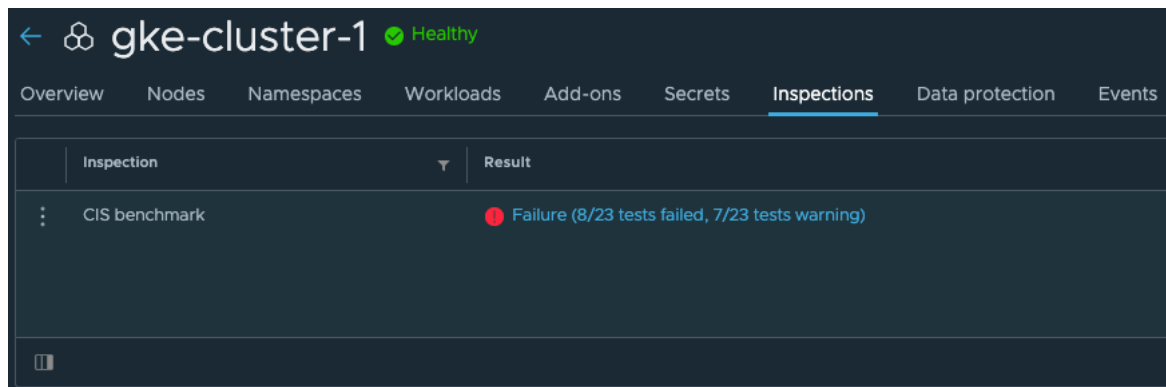 gke-cluster-1 Healthy
Overview Nodes Namespaces Workloads Add-ons Secrets Inspections Data protection Events
Inspection Result
CIS benchmark Failure (8/23 tests failed, 7/23 tests warning)